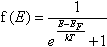 f (E) = 1 / (e^((E−E_F)/kT) + 1)